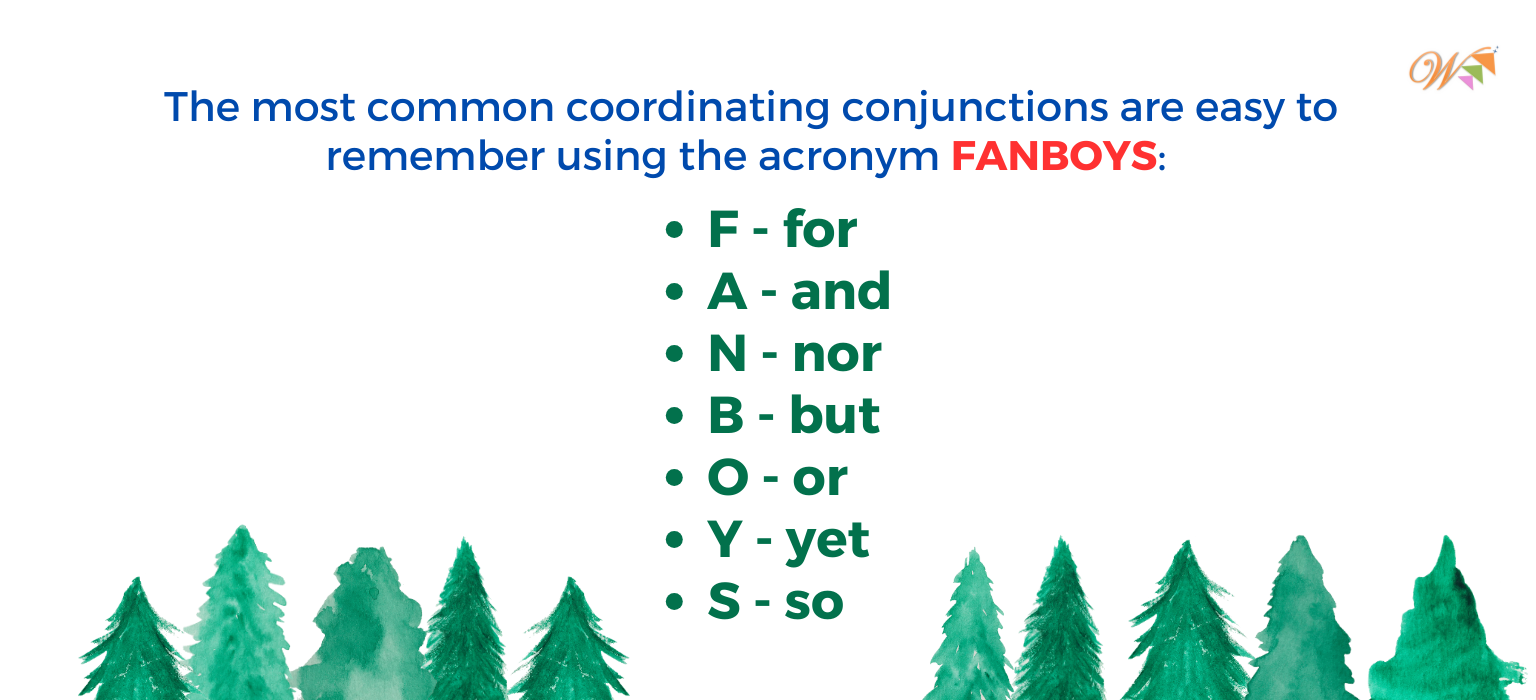 The most common coordinating conjunctions are easy to
remember using the acronym FANBOYS:
• F - for
• A - and
• N - nor
• B - but
• O - or
• Y - yet
• S - so
W